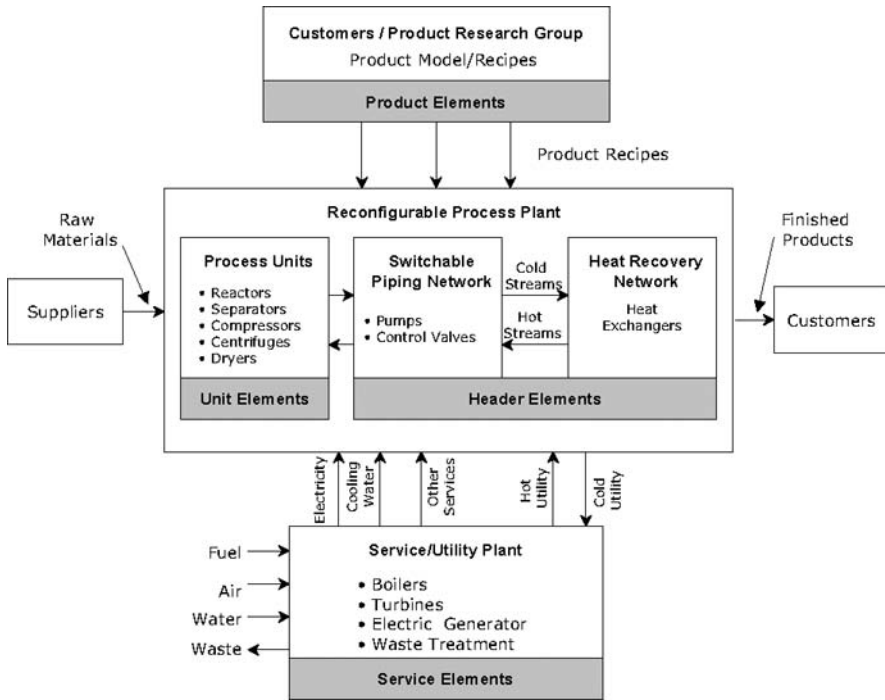 Customers / Product Research Group
Product Model/Recipes
Product Elements
Product Recipes
Reconfigurable Process Plant
Raw
Materials
Finished
Products
Suppliers
Customers
Process Units
• Reactors
• Separators
• Compressors
• Centrifuges
• Dryers
Unit Elements
Switchable
Piping Network
• Pumps
• Control Valves
Cold
Streams
Hot
Streams
Heat Recovery
Network
Heat
Exchangers
Header Elements
Electricity
Cooling
Water
Other
Services
Hot
Utility
Cold
Utility
Fuel
Air
Water
Waste
Service/Utility Plant
• Boilers
• Turbines
• Electric Generator
• Waste Treatment
Service Elements